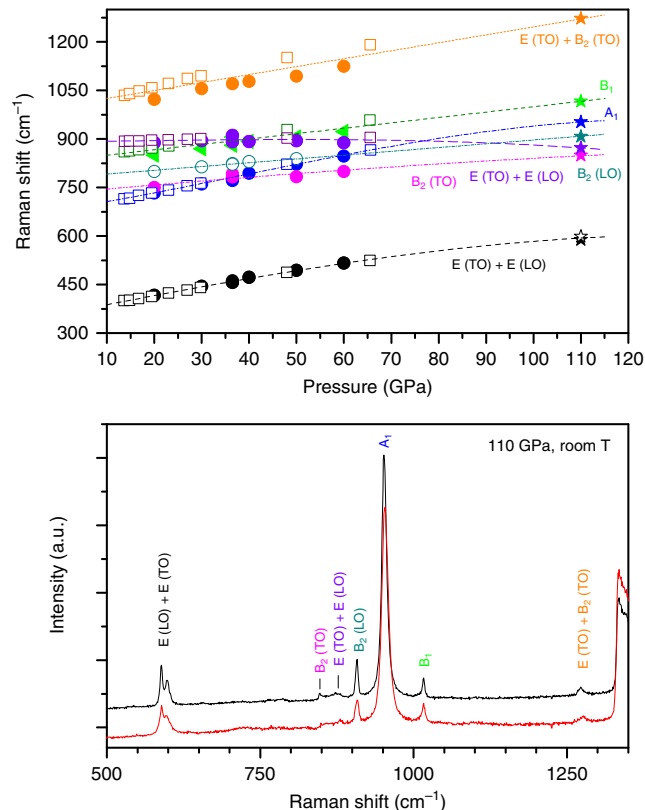 1200
1050
900
750
600
450
300
Raman shift (cm⁻¹)
E (TO) + B₂ (TO)
B₁
A₁
B₂ (TO)
E (TO) + E (LO)
B₂ (LO)
E (TO) + E (LO)
10 20 30 40 50 60 70 80 90 100 110 120
Pressure (GPa)
Intensity (a.u.)
110 GPa, room T
E (LO) + E (TO)
B₂ (TO)
E (TO) + E (LO)
B₂ (LO)
A₁
B₁
E (TO) + B₂ (TO)
500 750 1000 1250
Raman shift (cm⁻¹)